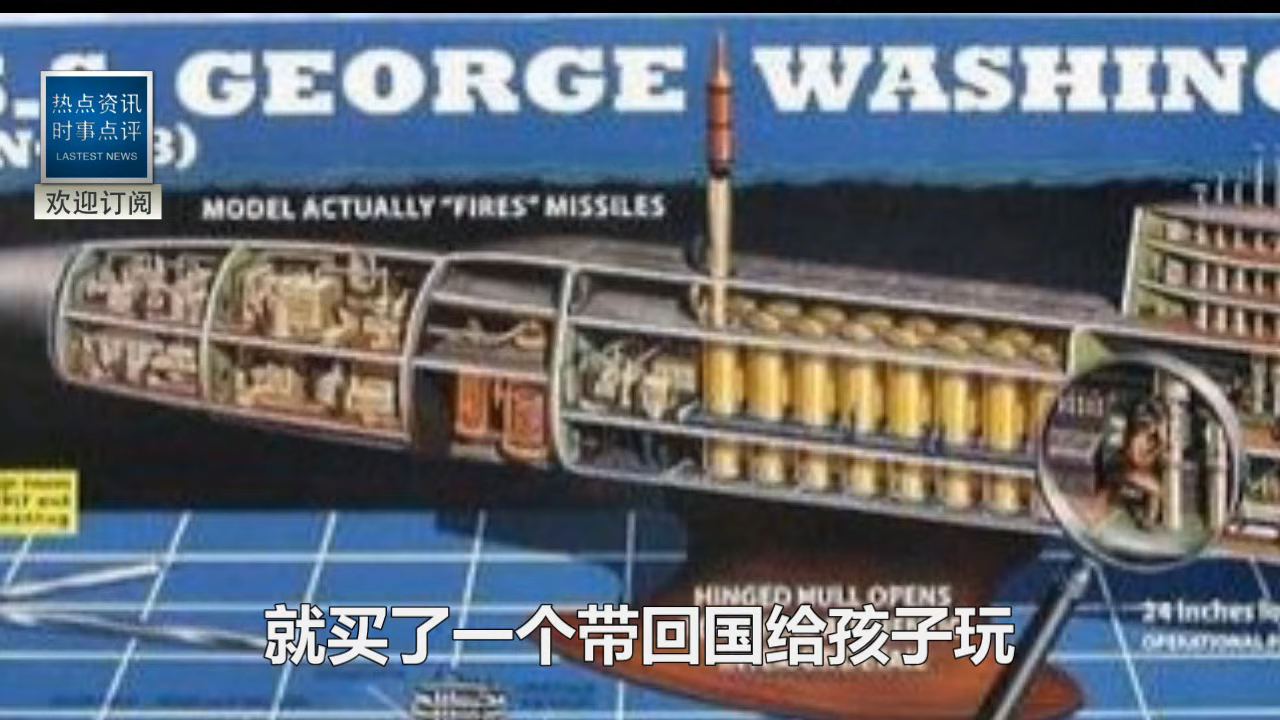 GEORGE WASHING
热点资讯
时事点评
LASTEST NEWS
欢迎订阅
MODEL ACTUALLY "FIRES" MISSILES
HINGED HULL OPENS
24 inches
OPERATIONAL
就买了一个带回国给孩子玩